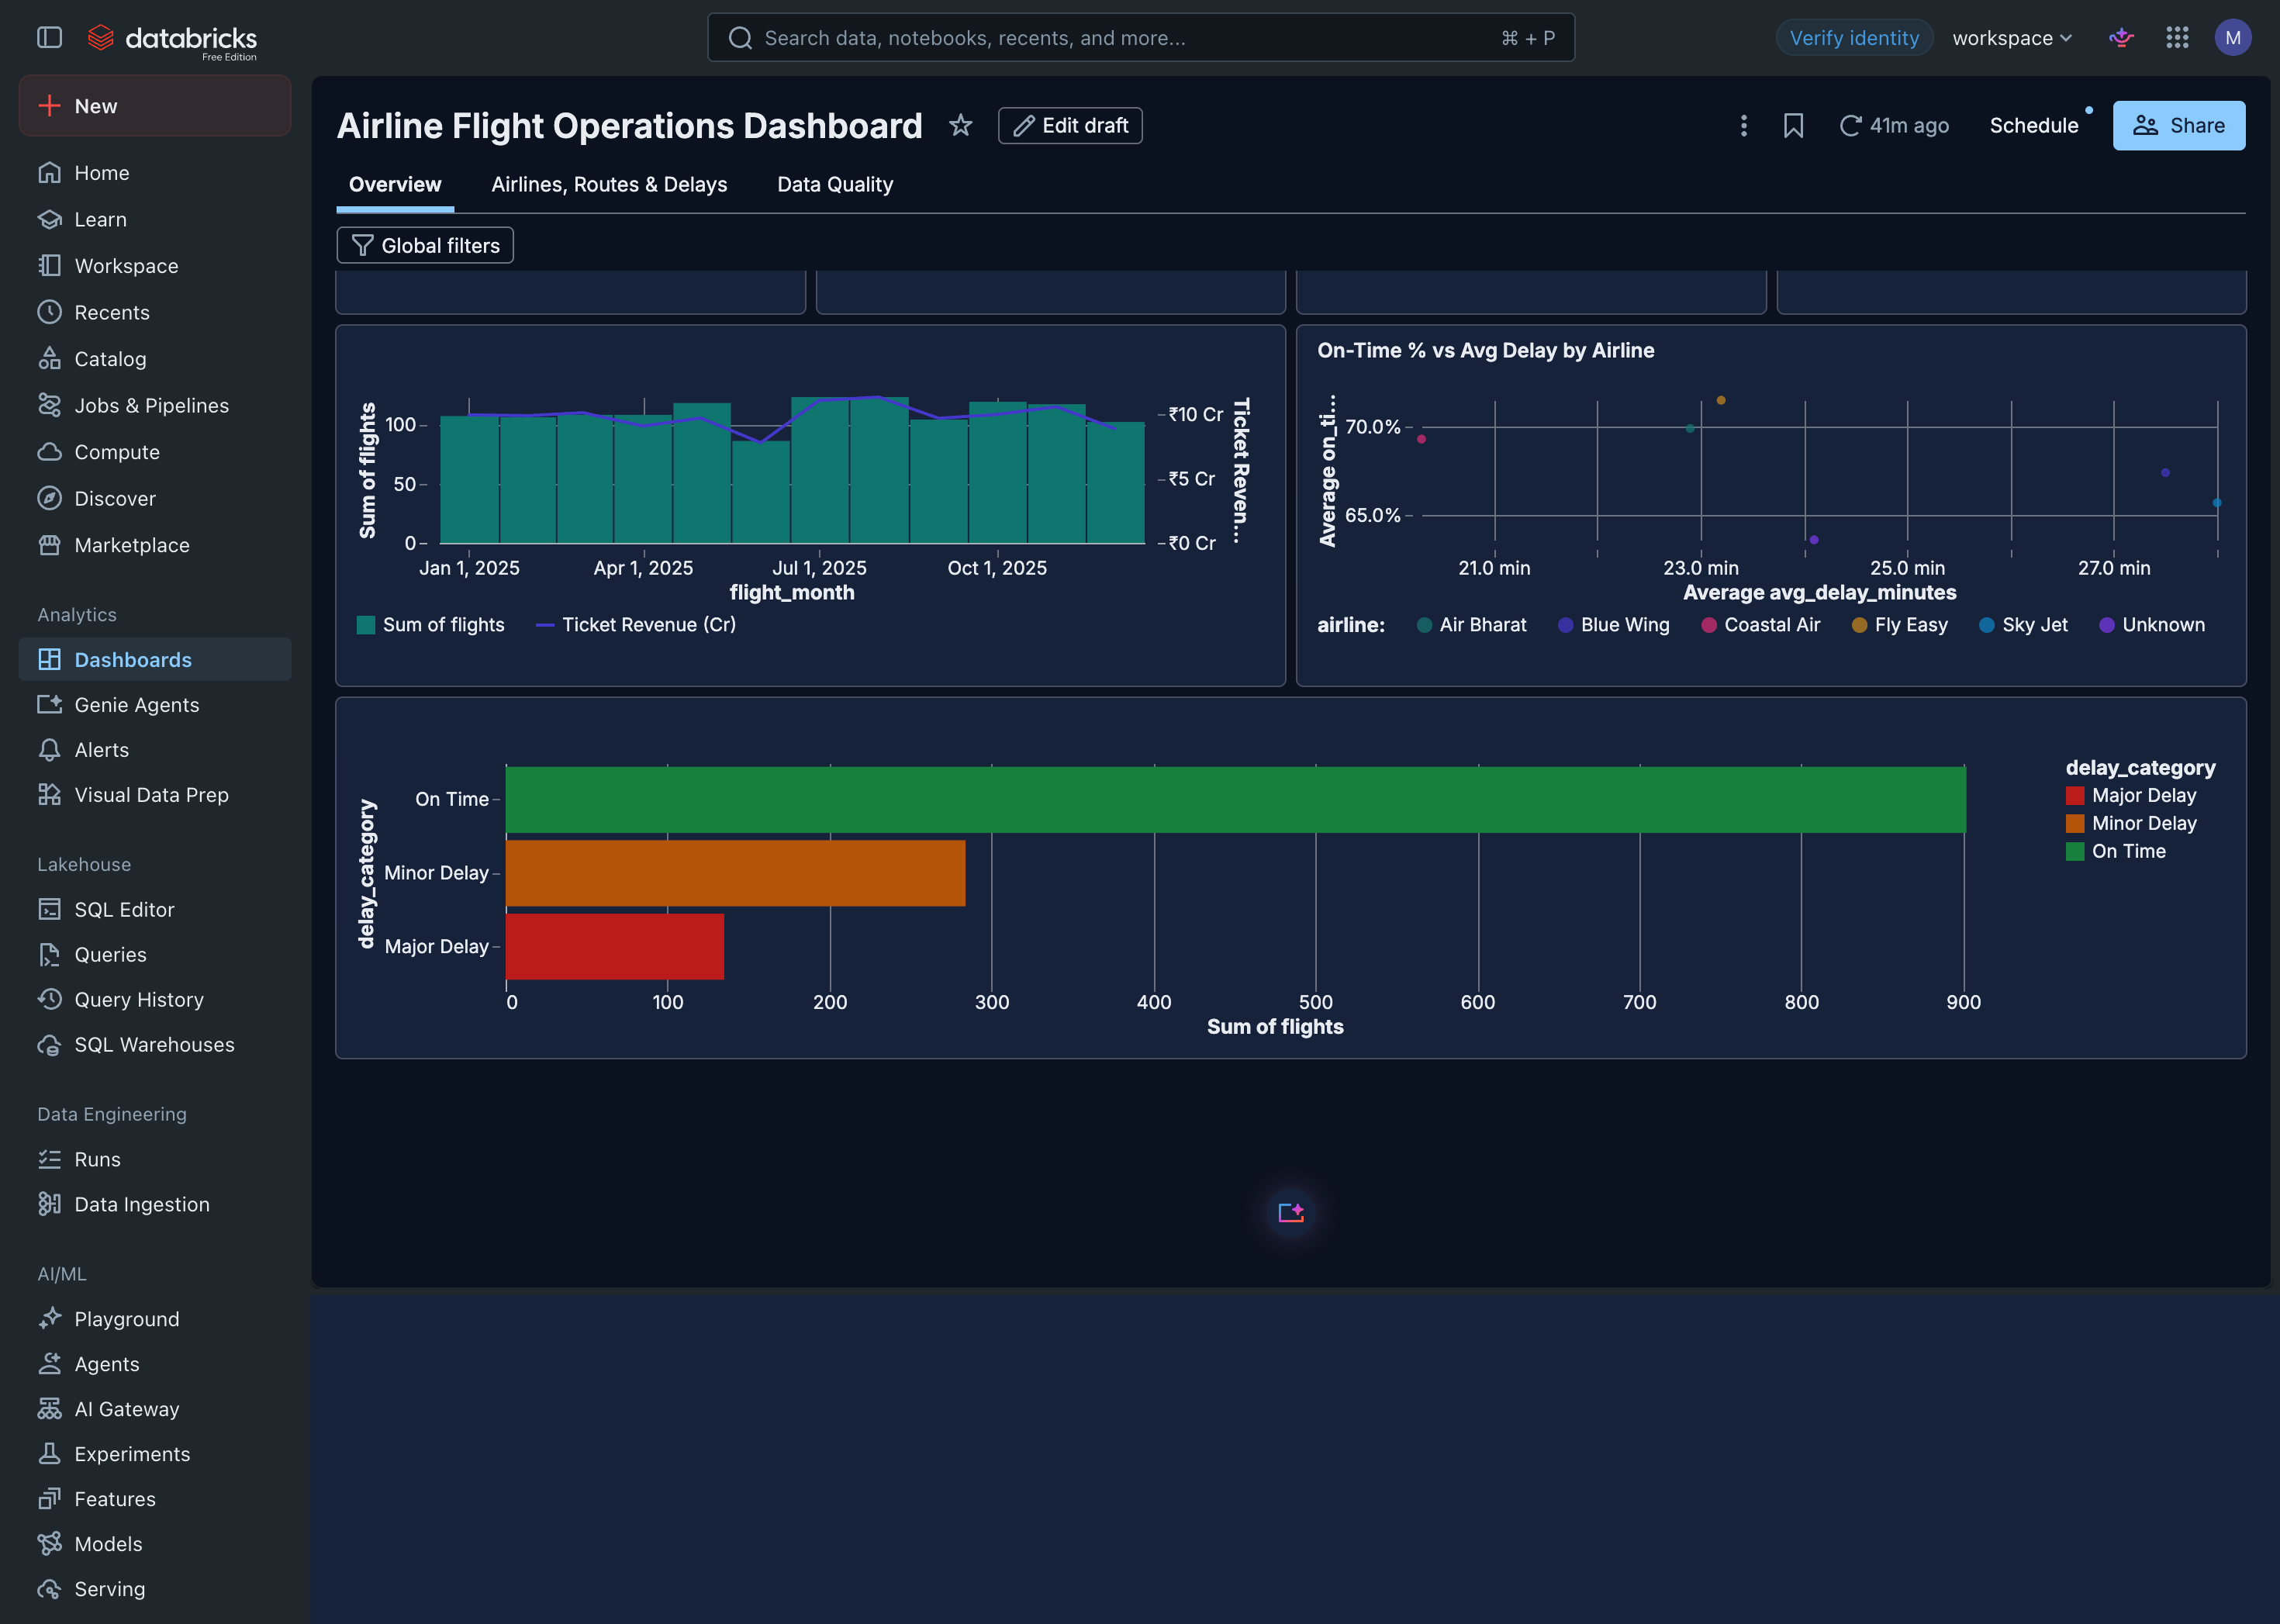 databricks
Free Edition
Search data, notebooks, recents, and more...
⌘ + P
Verify identity
workspace
M
New
Home
Learn
Workspace
Recents
Catalog
Jobs & Pipelines
Compute
Discover
Marketplace
Analytics
Dashboards
Genie Agents
Alerts
Visual Data Prep
Lakehouse
SQL Editor
Queries
Query History
SQL Warehouses
Data Engineering
Runs
Data Ingestion
AI/ML
Playground
Agents
AI Gateway
Experiments
Features
Models
Serving
Airline Flight Operations Dashboard
Edit draft
41m ago
Schedule
Share
Overview
Airlines, Routes & Delays
Data Quality
Global filters
Sum of flights
100
50
0
₹10 Cr
₹5 Cr
₹0 Cr
Ticket Reven...
Jan 1, 2025
Apr 1, 2025
Jul 1, 2025
Oct 1, 2025
flight_month
Sum of flights
Ticket Revenue (Cr)
On-Time % vs Avg Delay by Airline
Average on_ti...
70.0%
65.0%
21.0 min
23.0 min
25.0 min
27.0 min
Average avg_delay_minutes
airline:
Air Bharat
Blue Wing
Coastal Air
Fly Easy
Sky Jet
Unknown
delay_category
On Time
Minor Delay
Major Delay
0
100
200
300
400
500
600
700
800
900
Sum of flights
delay_category
Major Delay
Minor Delay
On Time